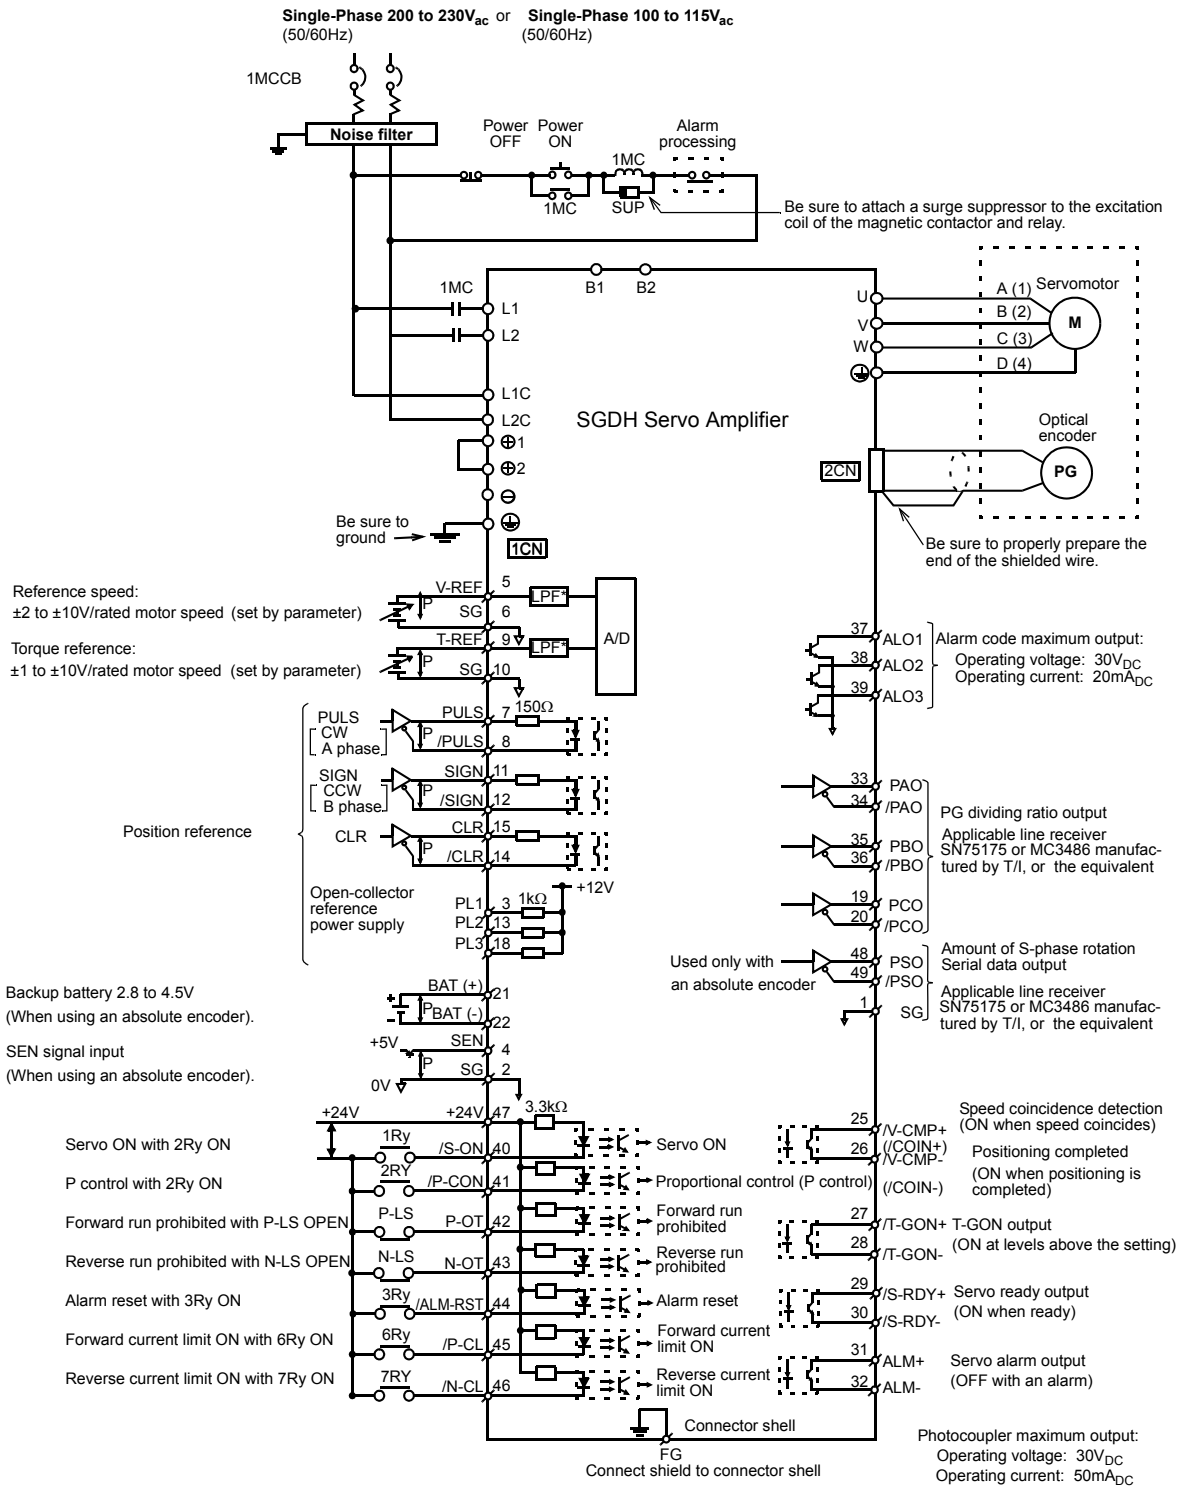 Single-Phase 200 to 230Vac or Single-Phase 100 to 115Vac
(50/60Hz) (50/60Hz)
1MCCB
Noise filter
Power OFF
Power ON
Alarm processing
1MC
1MC
SUP
Be sure to attach a surge suppressor to the excitation
coil of the magnetic contactor and relay.
B1 B2
1MC
L1
L2
L1C
L2C
⊕1
⊕2
⊖
Be sure to
ground
1CN
SGDH Servo Amplifier
U
V
W
A (1)
B (2)
C (3)
D (4)
Servomotor
M
Optical
encoder
PG
2CN
Be sure to properly prepare the
end of the shielded wire.
Reference speed:
±2 to ±10V/rated motor speed (set by parameter)
V-REF 5
P
SG 6
LPF*
Torque reference:
±1 to ±10V/rated motor speed (set by parameter)
T-REF 9
P
SG 10
LPF*
A/D
Position reference
PULS
CW
A phase
PULS 7 150Ω
P
/PULS 8
SIGN
CCW
B phase
SIGN 11
P
/SIGN 12
CLR
CLR 15
P
/CLR 14
Open-collector
reference
power supply
+12V
PL1 3 1kΩ
PL2 13
PL3 18
Backup battery 2.8 to 4.5V
(When using an absolute encoder).
+
-
BAT (+) 21
P
BAT (-) 22
SEN signal input
(When using an absolute encoder).
+5V
SEN 4
P
0V
SG 2
+24V
+24V 47 3.3kΩ
Servo ON with 2Ry ON
1Ry
/S-ON 40
Servo ON
P control with 2Ry ON
2RY
/P-CON 41
Proportional control (P control)
Forward run prohibited with P-LS OPEN
P-LS
P-OT 42
Forward run
prohibited
Reverse run prohibited with N-LS OPEN
N-LS
N-OT 43
Reverse run
prohibited
Alarm reset with 3Ry ON
3Ry
/ALM-RST 44
Alarm reset
Forward current limit ON with 6Ry ON
6Ry
/P-CL 45
Forward current
limit ON
Reverse current limit ON with 7Ry ON
7RY
/N-CL 46
Reverse current
limit ON
37 ALO1
38 ALO2
39 ALO3
Alarm code maximum output:
Operating voltage: 30VDC
Operating current: 20mADC
33 PAO
34 /PAO
35 PBO
36 /PBO
19 PCO
20 /PCO
PG dividing ratio output
Applicable line receiver
SN75175 or MC3486 manufac-
tured by T/I, or the equivalent
Used only with
an absolute encoder
48 PSO
49 /PSO
1 SG
Amount of S-phase rotation
Serial data output
Applicable line receiver
SN75175 or MC3486 manufac-
tured by T/I, or the equivalent
25 /V-CMP+
(/COIN+)
26 /V-CMP-
(/COIN-)
Speed coincidence detection
(ON when speed coincides)
Positioning completed
(ON when positioning is
completed)
27 /T-GON+ T-GON output
28 /T-GON- (ON at levels above the setting)
29 /S-RDY+ Servo ready output
30 /S-RDY- (ON when ready)
31 ALM+ Servo alarm output
32 ALM- (OFF with an alarm)
Connector shell
FG
Connect shield to connector shell
Photocoupler maximum output:
Operating voltage: 30VDC
Operating current: 50mADC